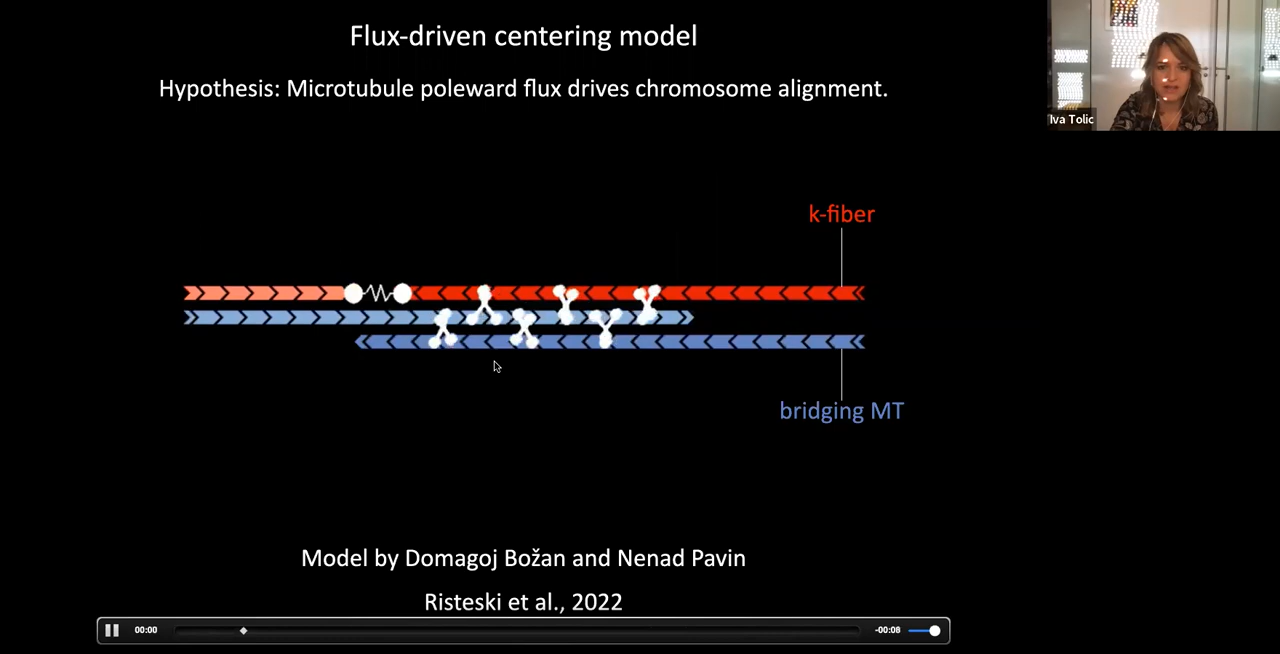 Flux-driven centering model
Hypothesis: Microtubule poleward flux drives chromosome alignment.
Iva Tolic
k-fiber
bridging MT
Model by Domagoj Božan and Nenad Pavin
Risteski et al., 2022
00:00
-00:08